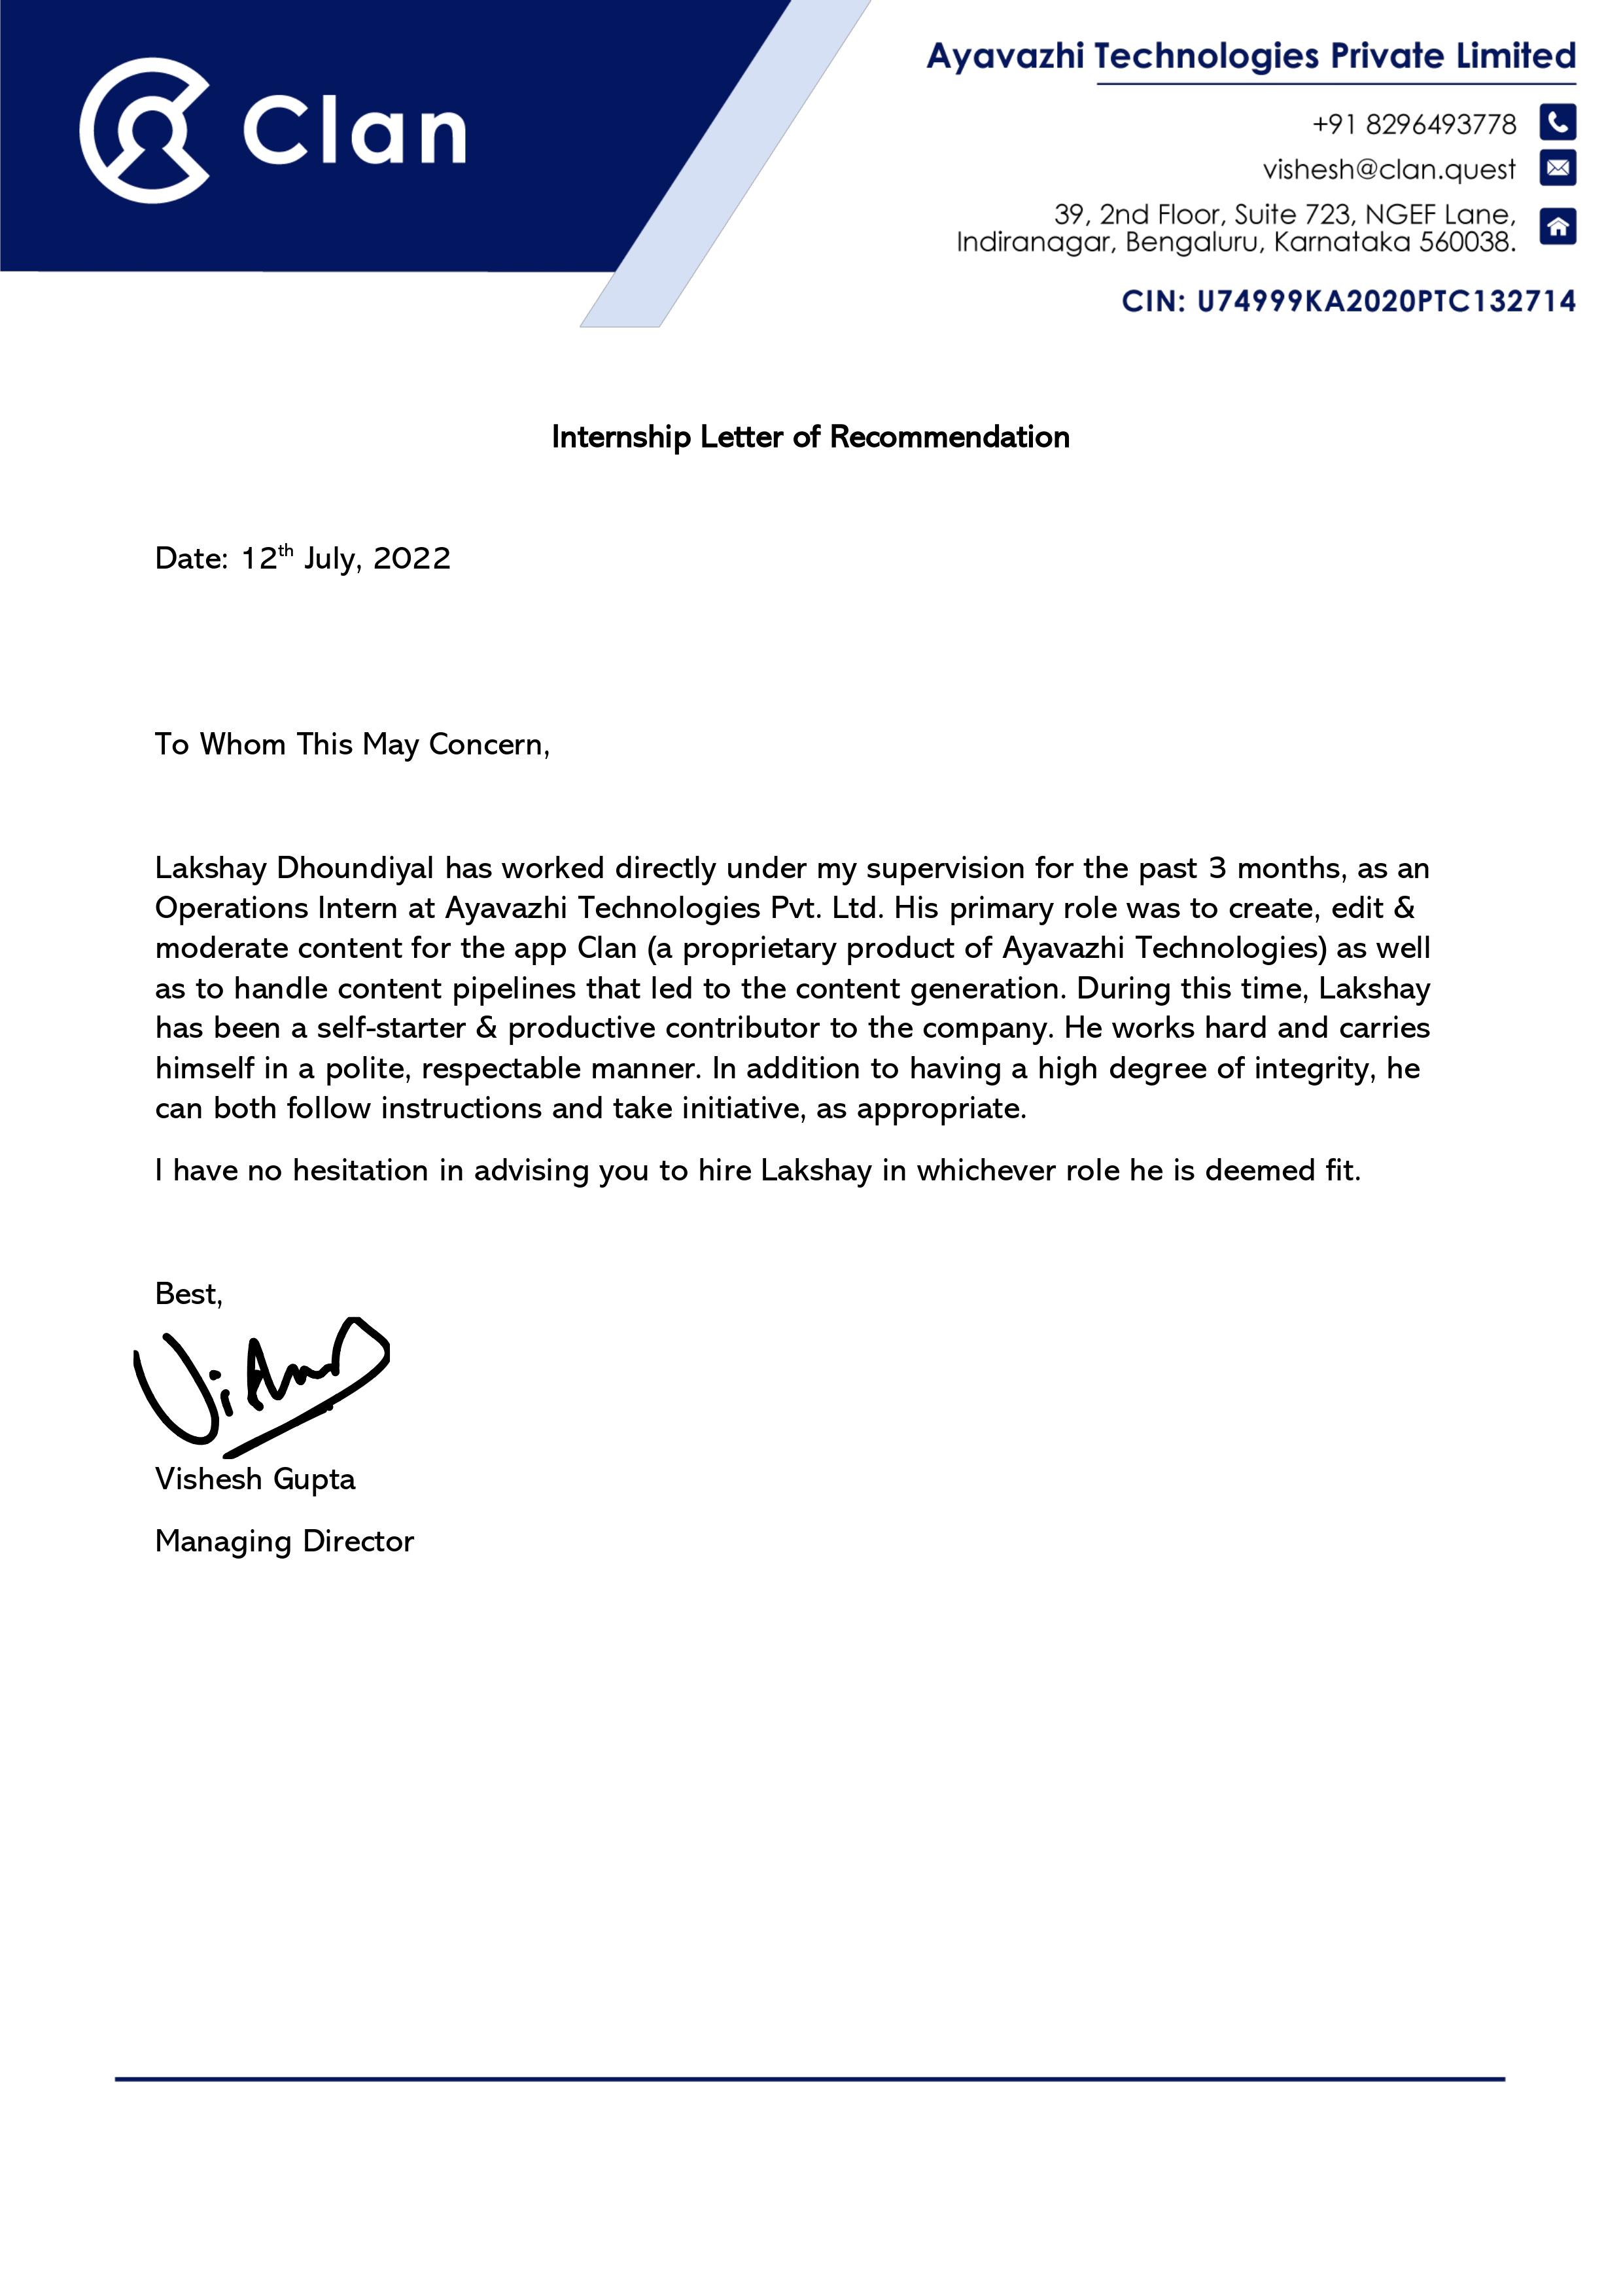 Clan
Ayavazhi Technologies Private Limited
+91 8296493778
vishesh@clan.quest
39, 2nd Floor, Suite 723, NGEF Lane,
Indiranagar, Bengaluru, Karnataka 560038.
CIN: U74999KA2020PTC132714
Internship Letter of Recommendation
Date: 12th July, 2022
To Whom This May Concern,
Lakshay Dhoundiyal has worked directly under my supervision for the past 3 months, as an
Operations Intern at Ayavazhi Technologies Pvt. Ltd. His primary role was to create, edit &
moderate content for the app Clan (a proprietary product of Ayavazhi Technologies) as well
as to handle content pipelines that led to the content generation. During this time, Lakshay
has been a self-starter & productive contributor to the company. He works hard and carries
himself in a polite, respectable manner. In addition to having a high degree of integrity, he
can both follow instructions and take initiative, as appropriate.
I have no hesitation in advising you to hire Lakshay in whichever role he is deemed fit.
Best,
Vishesh Gupta
Managing Director